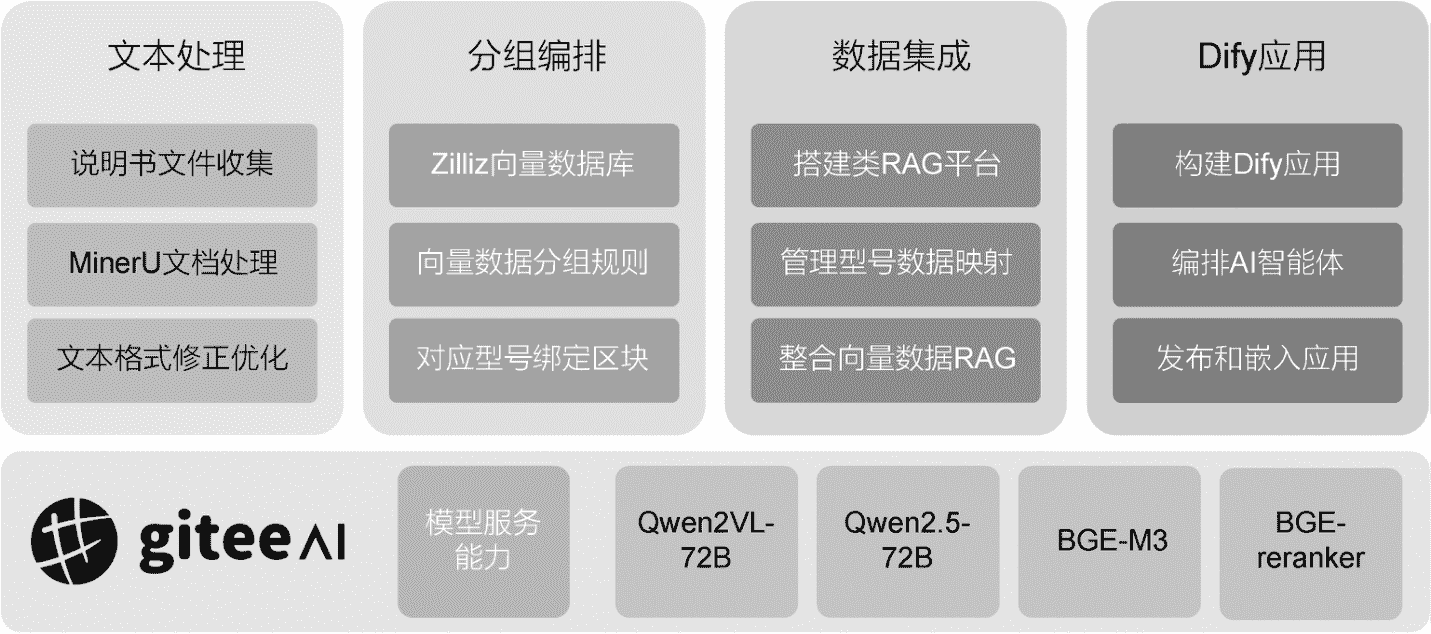 文本处理
说明书文件收集
MinerU文档处理
文本格式修正优化
分组编排
Zilliz向量数据库
向量数据分组规则
对应型号绑定区块
数据集成
搭建类RAG平台
管理型号数据映射
整合向量数据RAG
Dify应用
构建Dify应用
编排AI智能体
发布和嵌入应用
gitee AI
模型服务
能力
Qwen2VL-
72B
Qwen2.5-
72B
BGE-M3
BGE-
reranker